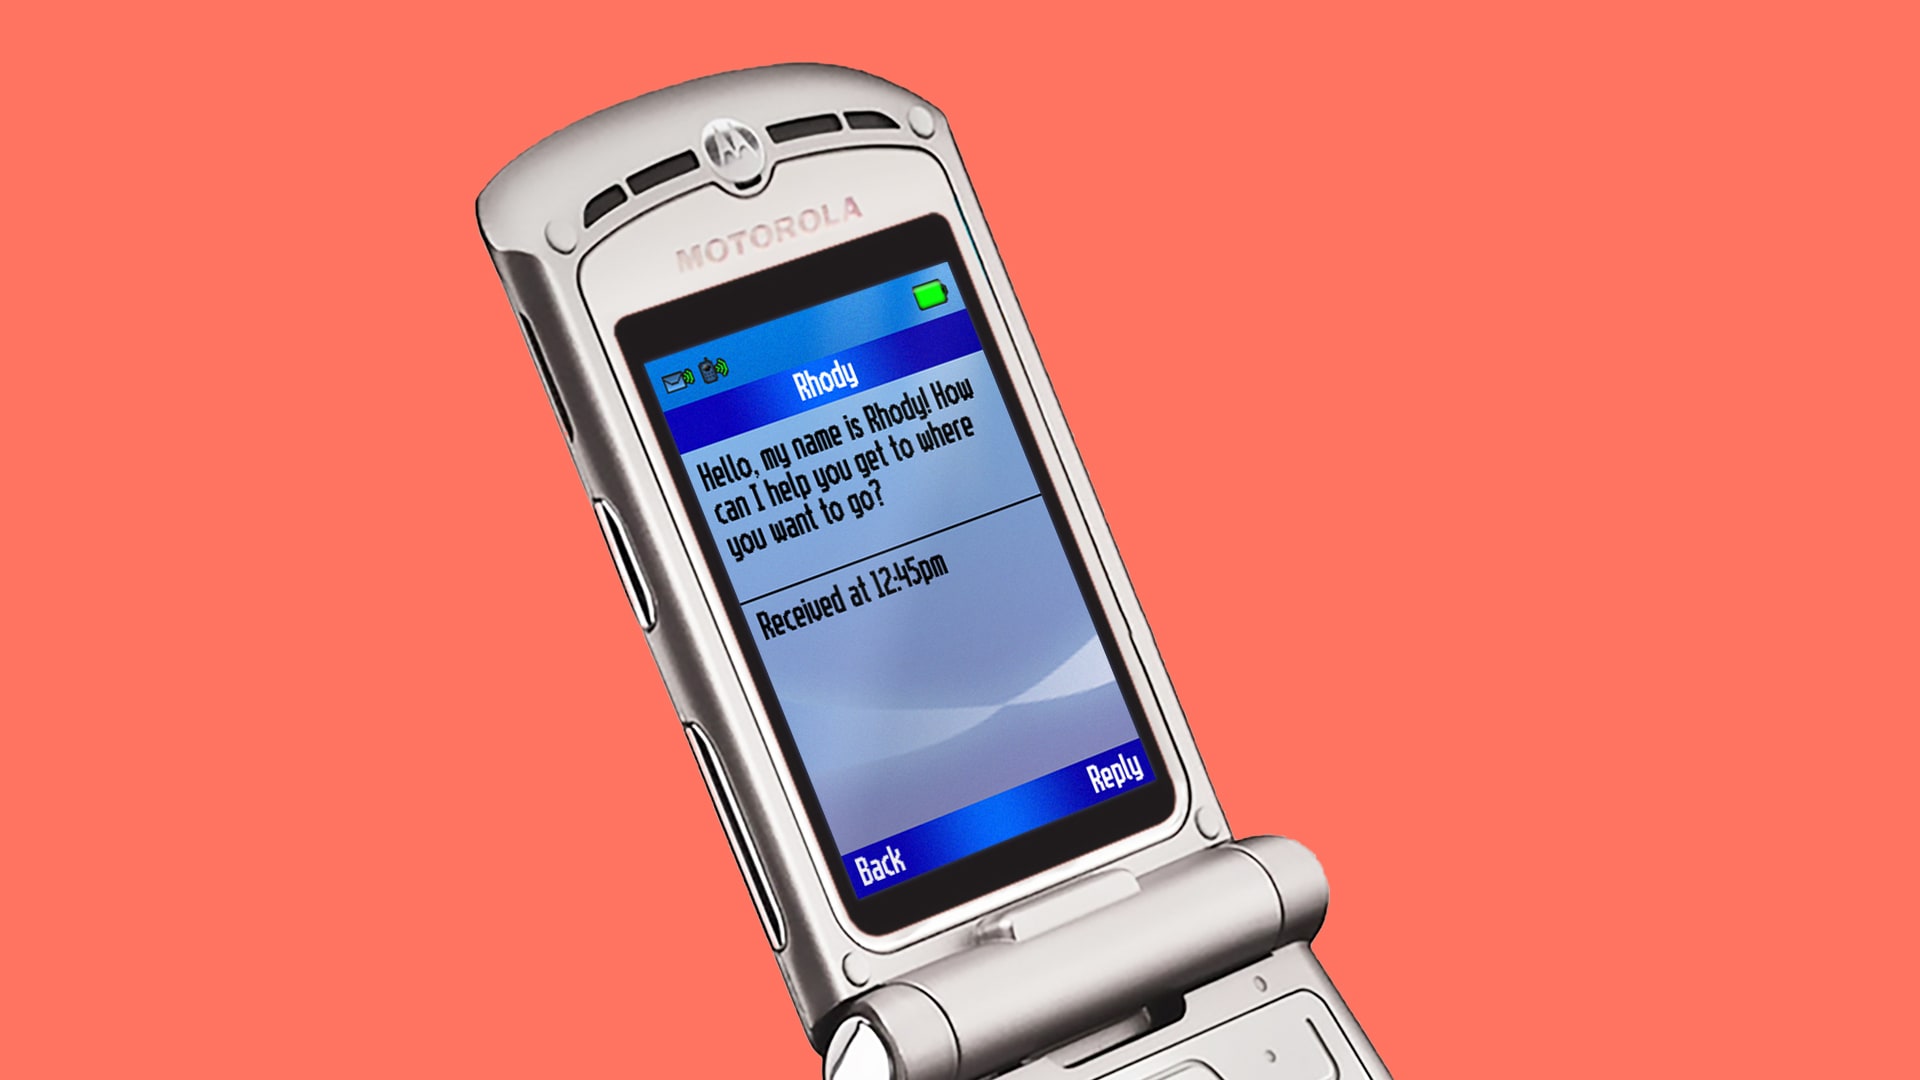 MOTOROLA
Rhody
Hello, my name is Rhody! How
can I help you get to where
you want to go?
Received at 12:45pm
Back
Reply